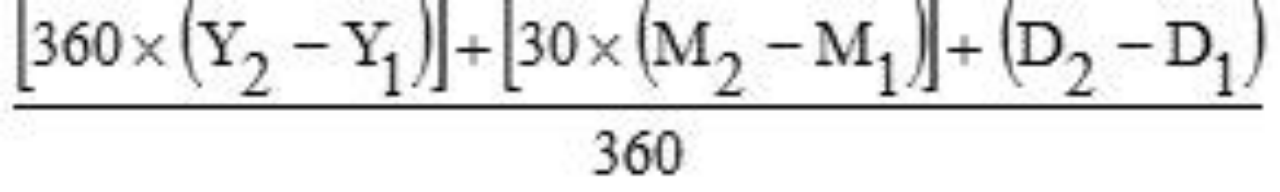 [360 × (Y₂ − Y₁)] + [30 × (M₂ − M₁)] + (D₂ − D₁)
360